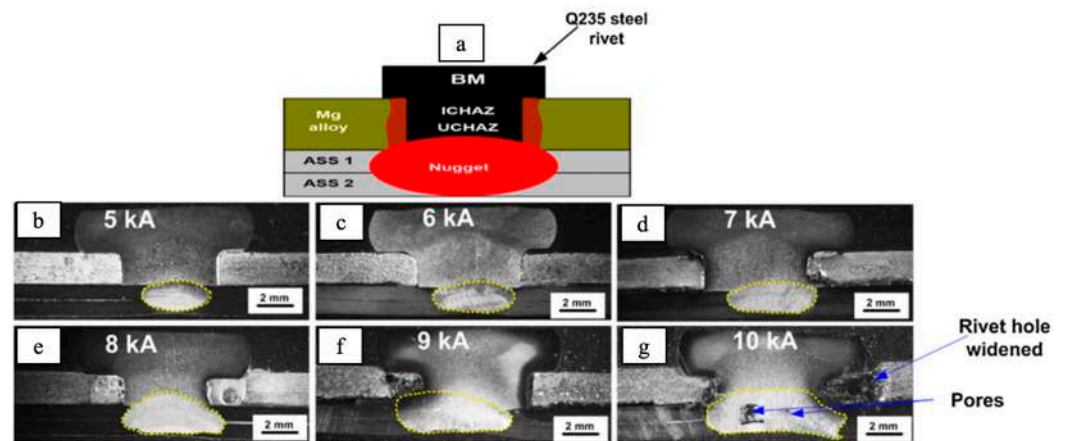 a
Q235 steel
rivet
BM
Mg
alloy
ICHAZ
UCHAZ
ASS 1
ASS 2
Nugget
b
5 kA
2 mm
c
6 kA
2 mm
d
7 kA
2 mm
e
8 kA
2 mm
f
9 kA
2 mm
g
10 kA
2 mm
Rivet hole
widened
Pores